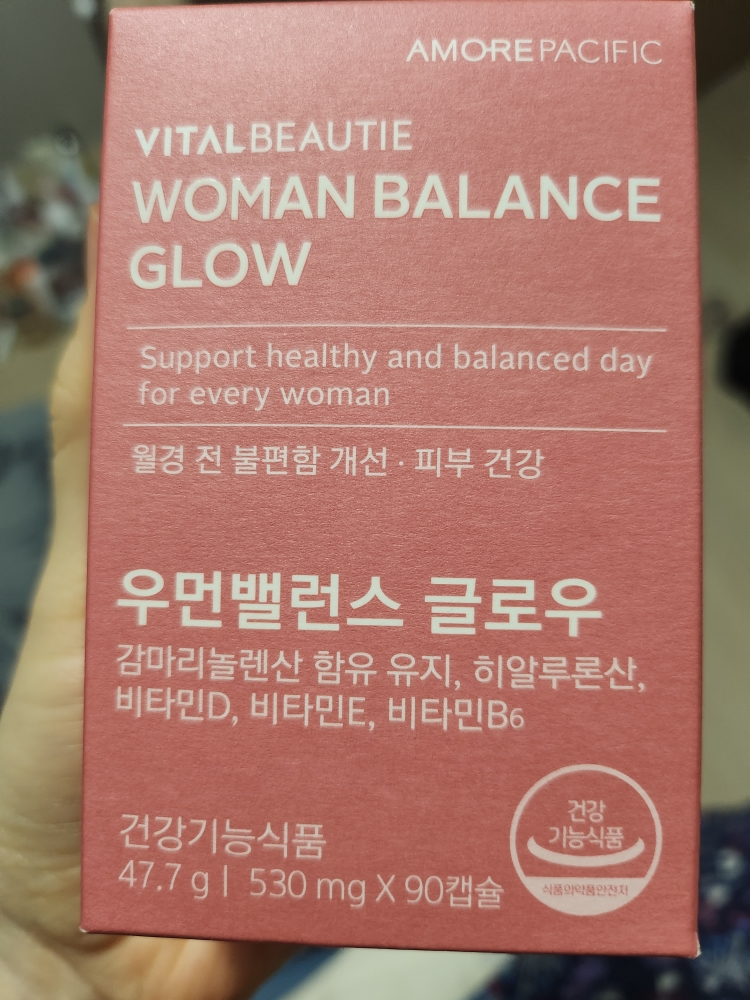 AMOREPACIFIC
VITALBEAUTIE
WOMAN BALANCE
GLOW
Support healthy and balanced day
for every woman
월경 전 불편함 개선 · 피부 건강
우먼밸런스 글로우
감마리놀렌산 함유 유지, 히알루론산,
비타민D, 비타민E, 비타민B6
건강기능식품
47.7 g | 530 mg X 90캡슐
건강
기능식품
식품의약품안전처